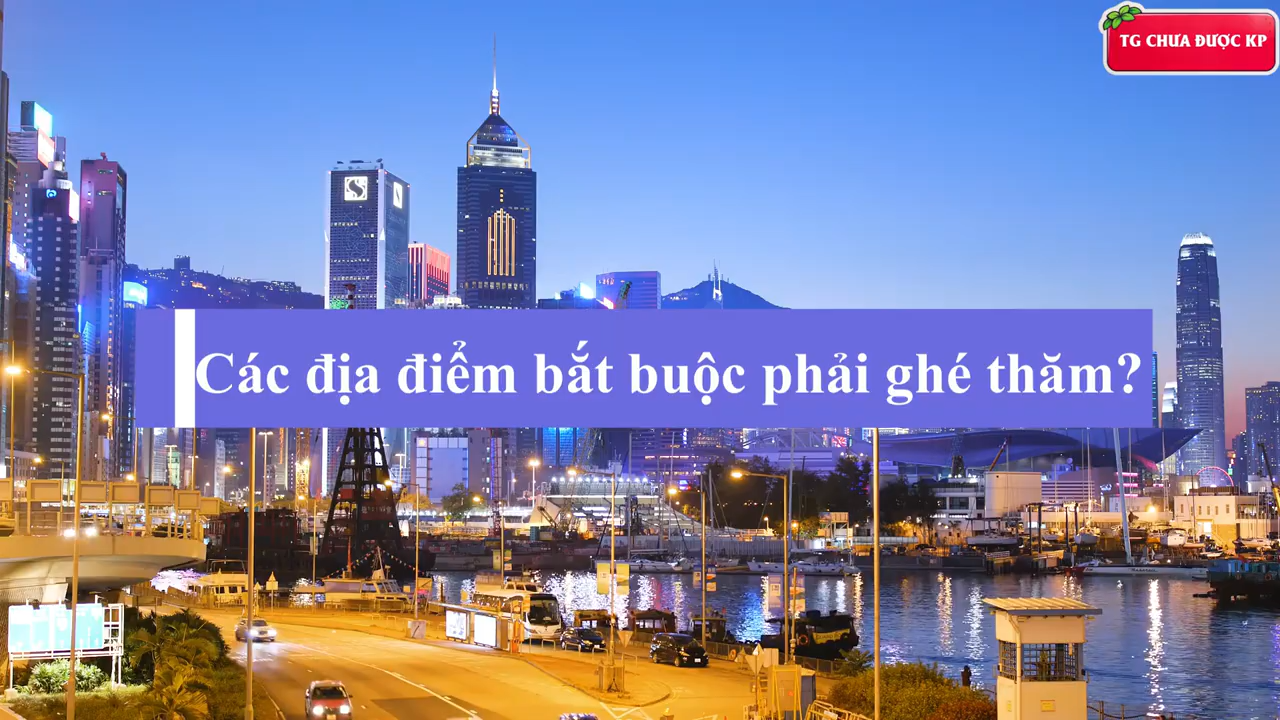 TG CHƯA ĐƯỢC KP
Các địa điểm bắt buộc phải ghé thăm?